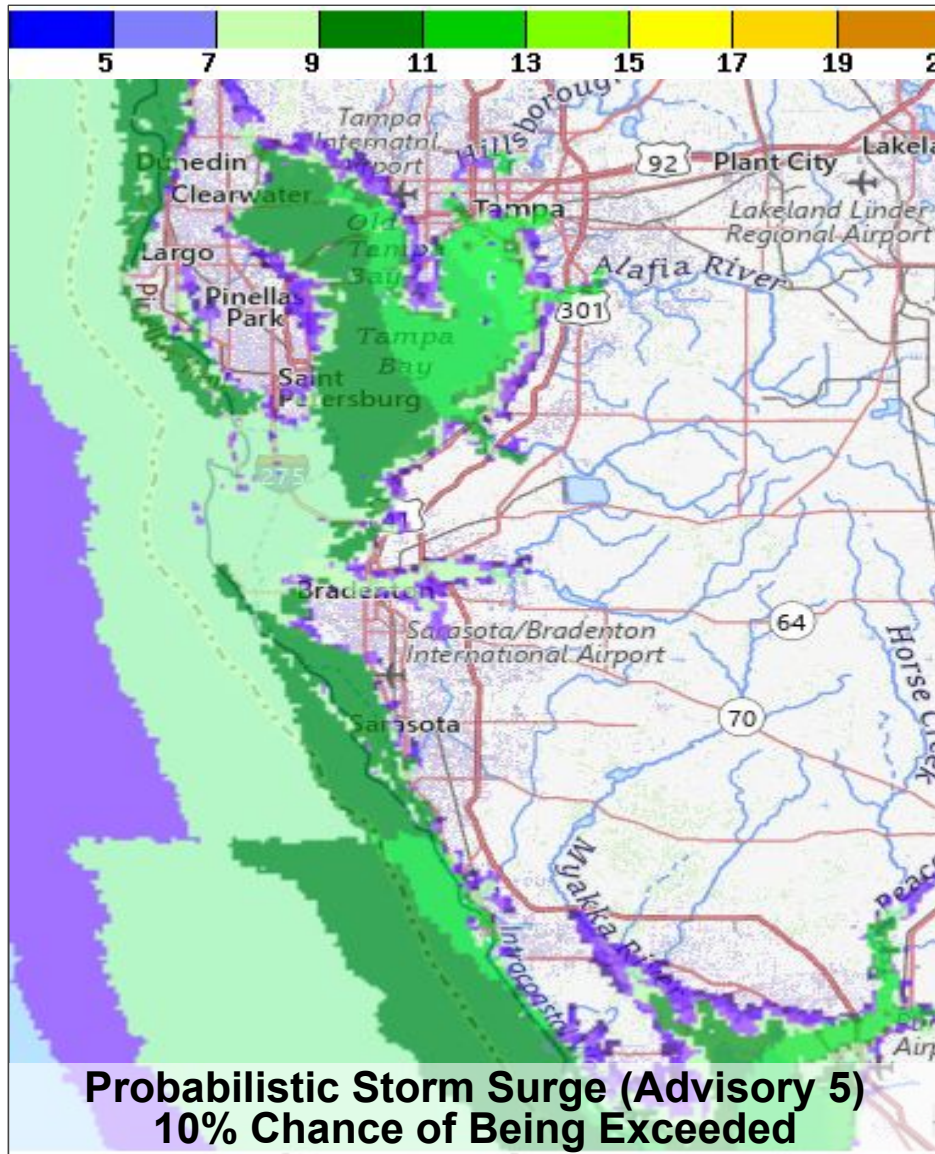 5 7 9 11 13 15 17 19
Hillsborough
Tampa
Internatnl.
Airport
92
Plant City
Dunedin
Clearwater
Tampa
Lakeland Linder
Regional Airport
Old
Tampa
Bay
Largo
Alafia River
Pinellas
Park
301
Tampa
Bay
Saint
Petersburg
275
Bradenton
64
Sarasota/Bradenton
International Airport
Horse Creek
70
Sarasota
Myakka River
Probabilistic Storm Surge (Advisory 5)
10% Chance of Being Exceeded